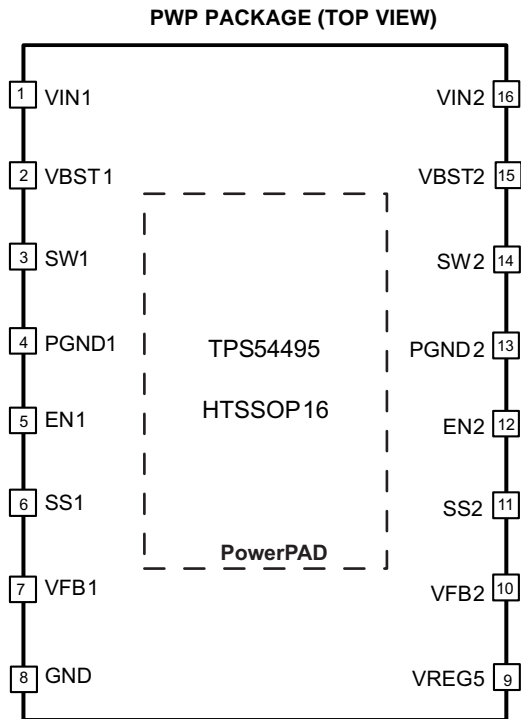 PWP PACKAGE (TOP VIEW)
1 VIN1
VIN2 16
2 VBST1
VBST2 15
3 SW1
SW2 14
4 PGND1
PGND2 13
5 EN1
EN2 12
6 SS1
SS2 11
7 VFB1
VFB2 10
8 GND
VREG5 9
TPS54495
HTSSOP16
PowerPAD